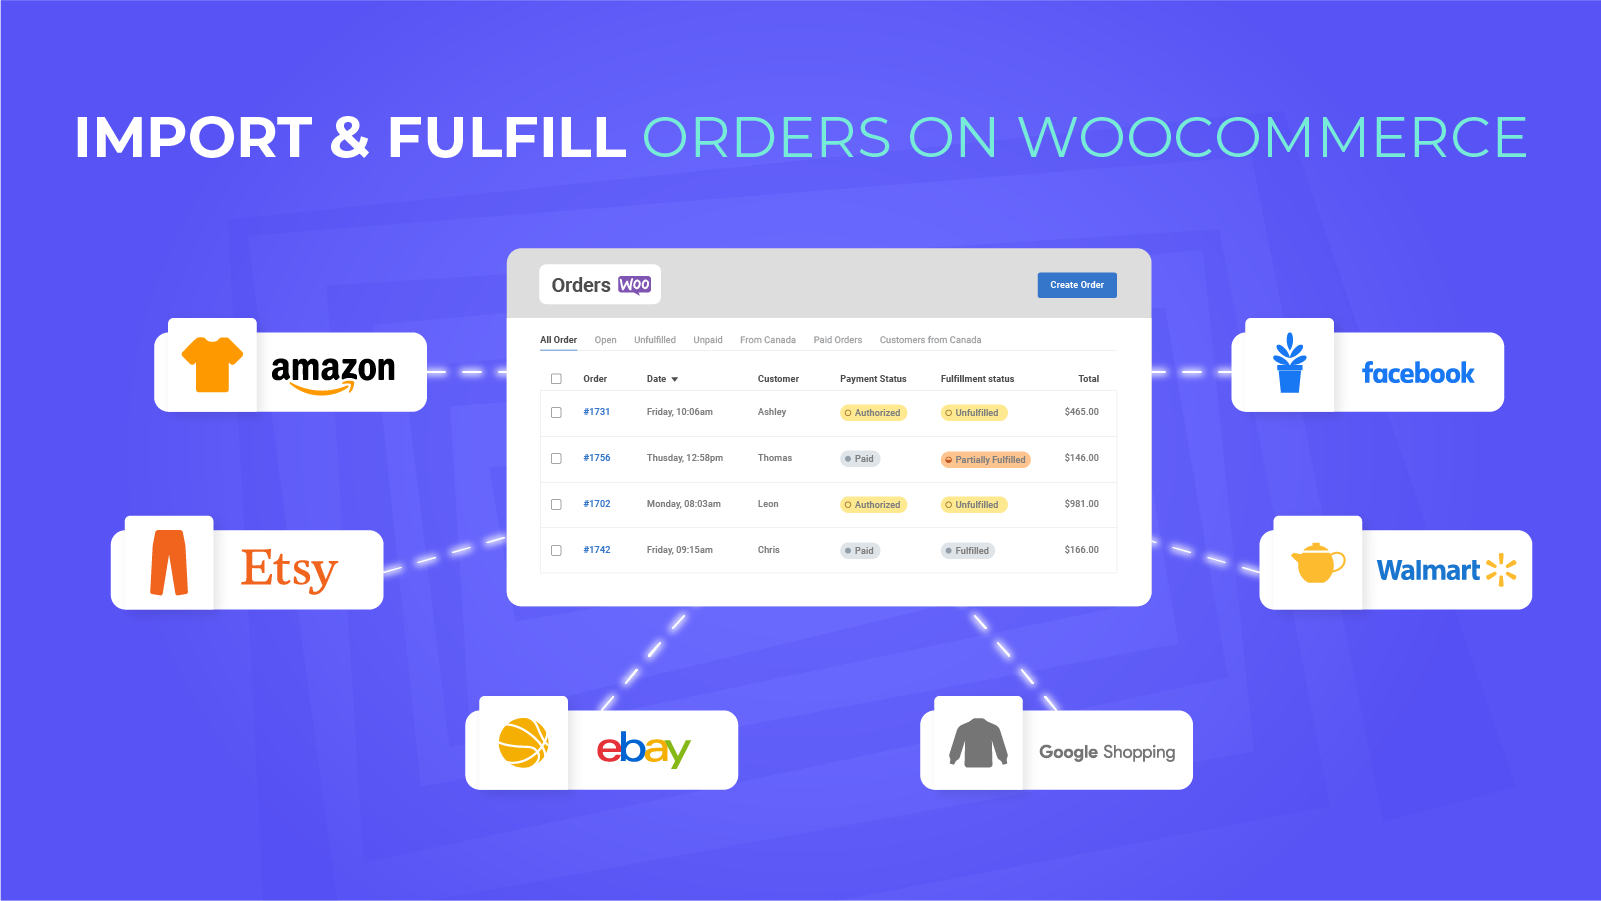 IMPORT & FULFILL ORDERS ON WOOCOMMERCE
Orders WOO
Create Order
All Order Open Unfulfilled Unpaid From Canada Paid Orders Customers from Canada
Order Date Customer Payment Status Fulfillment status Total
#1731 Friday, 10:06am Ashley Authorized Unfulfilled $465.00
#1756 Thusday, 12:58pm Thomas Paid Partially Fulfilled $146.00
#1702 Monday, 08:03am Leon Authorized Unfulfilled $981.00
#1742 Friday, 09:15am Chris Paid Fulfilled $166.00
amazon
facebook
Etsy
Walmart
ebay
Google Shopping